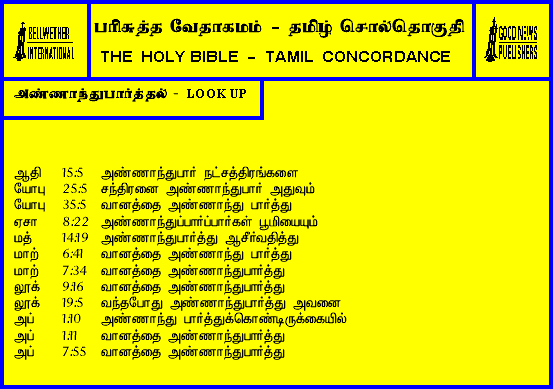 BELLWETHER INTERNATIONAL
பரிசுத்த வேதாகமம் - தமிழ் சொல்தொகுதி
THE HOLY BIBLE - TAMIL CONCORDANCE
GOOD NEWS PUBLISHERS
அண்ணாந்துபார்த்தல் - LOOK UP
ஆதி 15:5 அண்ணாந்துபார் நட்சத்திரங்களை
யோபு 25:5 சந்திரனை அண்ணாந்துபார் அதுவும்
யோபு 35:5 வானத்தை அண்ணாந்து பார்த்து
ஏசா 8:22 அண்ணாந்துப்பார்ப்பார்கள் பூமியையும்
மத் 14:19 அண்ணாந்துபார்த்து ஆசீர்வதித்து
மாற் 6:41 வானத்தை அண்ணாந்து பார்த்து
மாற் 7:34 வானத்தை அண்ணாந்துபார்த்து
லூக் 9:16 வானத்தை அண்ணாந்துபார்த்து
லூக் 19:5 வந்தபோது அண்ணாந்துபார்த்து அவனை
அப் 1:10 அண்ணாந்து பார்த்துக்கொண்டிருக்கையில்
அப் 1:11 வானத்தை அண்ணாந்துபார்த்து
அப் 7:55 வானத்தை அண்ணாந்துபார்த்து